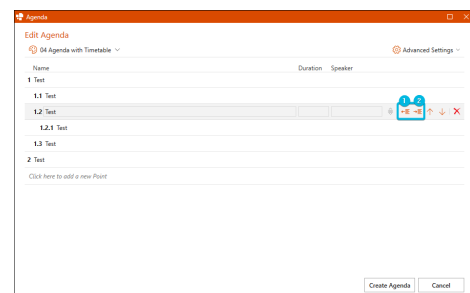 Agenda
Edit Agenda
04 Agenda with Timetable
Advanced Settings
Name Duration Speaker
1 Test
1.1 Test
1 2
1.2 Test
1.2.1 Test
1.3 Test
2 Test
Click here to add a new Point
Create Agenda Cancel